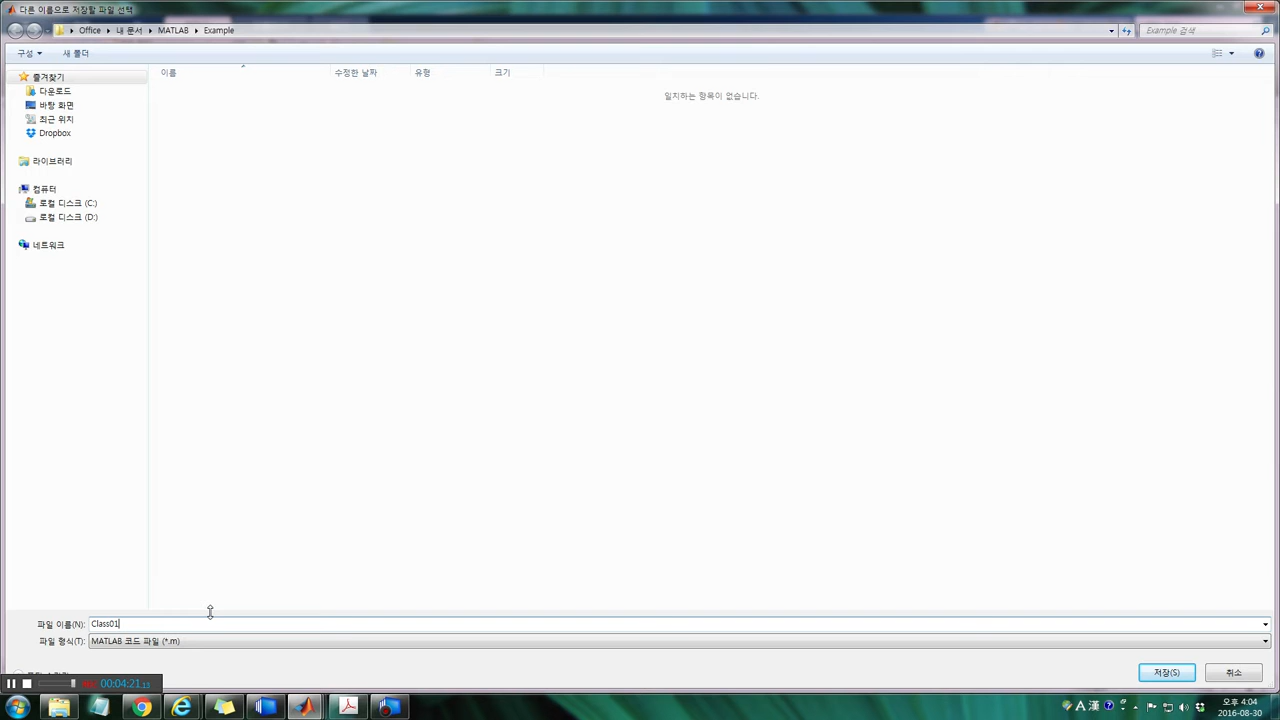 다른 이름으로 저장할 파일 선택
Office 내 문서 MATLAB Example
Example 검색
구성 새 폴더
이름 수정한 날짜 유형 크기
일치하는 항목이 없습니다.
즐겨찾기
다운로드
바탕 화면
최근 위치
Dropbox
라이브러리
컴퓨터
로컬 디스크 (C:)
로컬 디스크 (D:)
네트워크
파일 이름(N): Class01
파일 형식(T): MATLAB 코드 파일 (*.m)
저장(S) 취소
00:04:21.13
A 漢
오후 4:04
2016-08-30